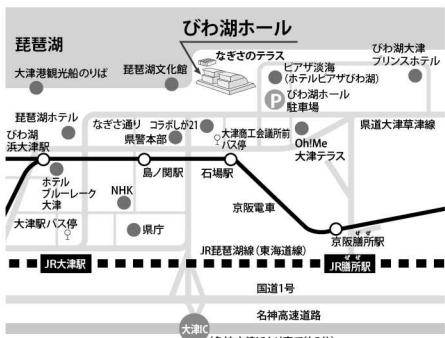 びわ湖ホール
琵琶湖
なぎさのテラス
大津港観光船のりば
琵琶湖文化館
ピアザ淡海
(ホテルピアザびわ湖)
びわ湖大津
プリンスホテル
P
びわ湖ホール
駐車場
琵琶湖ホテル
なぎさ通り
コラボしが21
県警本部
大津商工会議所前
バス停
Oh!Me
大津テラス
県道大津草津線
びわ湖
浜大津駅
島ノ関駅
石場駅
ホテル
ブルーレーク
大津
NHK
京阪電車
大津駅バス停
県庁
ぜぜ
京阪膳所駅
JR琵琶湖線(東海道線)
JR大津駅
ぜぜ
JR膳所駅
国道1号
名神高速道路
大津IC